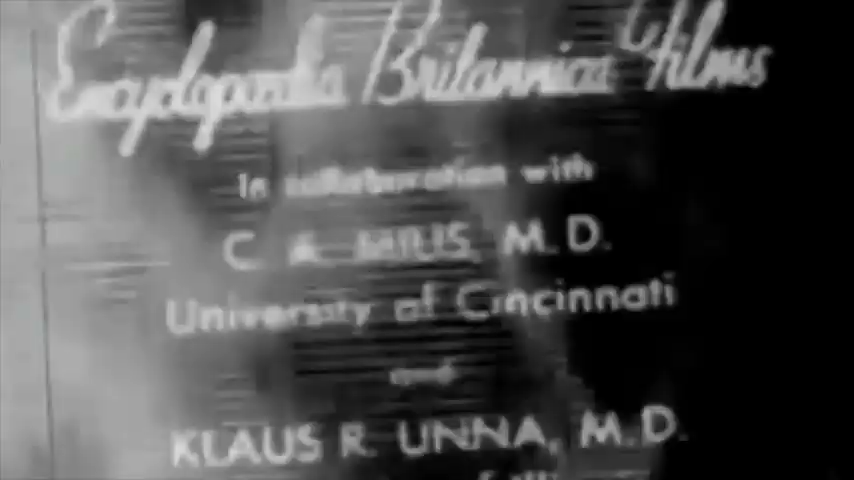 Encyclopaedia Britannica Films
In collaboration with
C. A. MILLS, M. D.
University of Cincinnati
and
KLAUS R. UNNA, M. D.